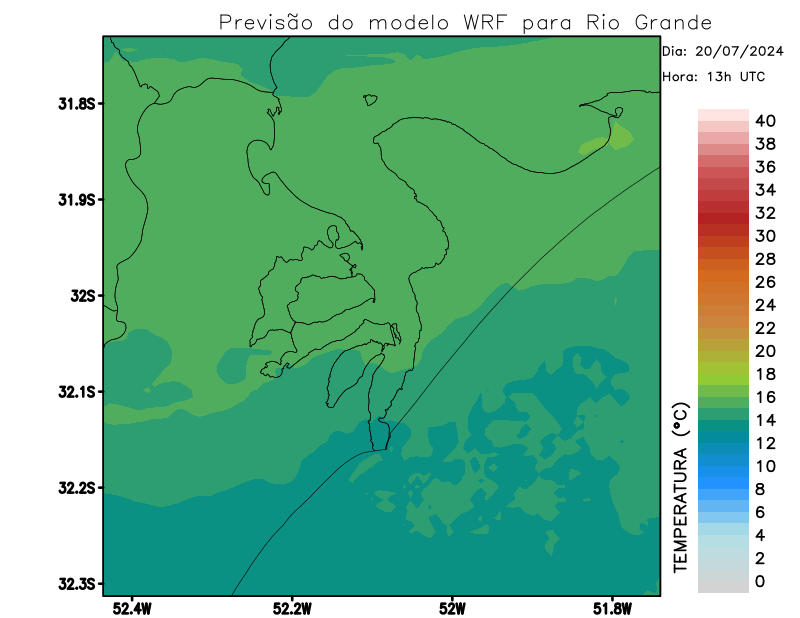 Previsão do modelo WRF para Rio Grande
Dia: 20/07/2024
Hora: 13h UTC
31.8S
31.9S
32S
32.1S
32.2S
32.3S
52.4W
52.2W
52W
51.8W
40
38
36
34
32
30
28
26
24
22
20
18
16
14
12
10
8
6
4
2
0
TEMPERATURA (°C)